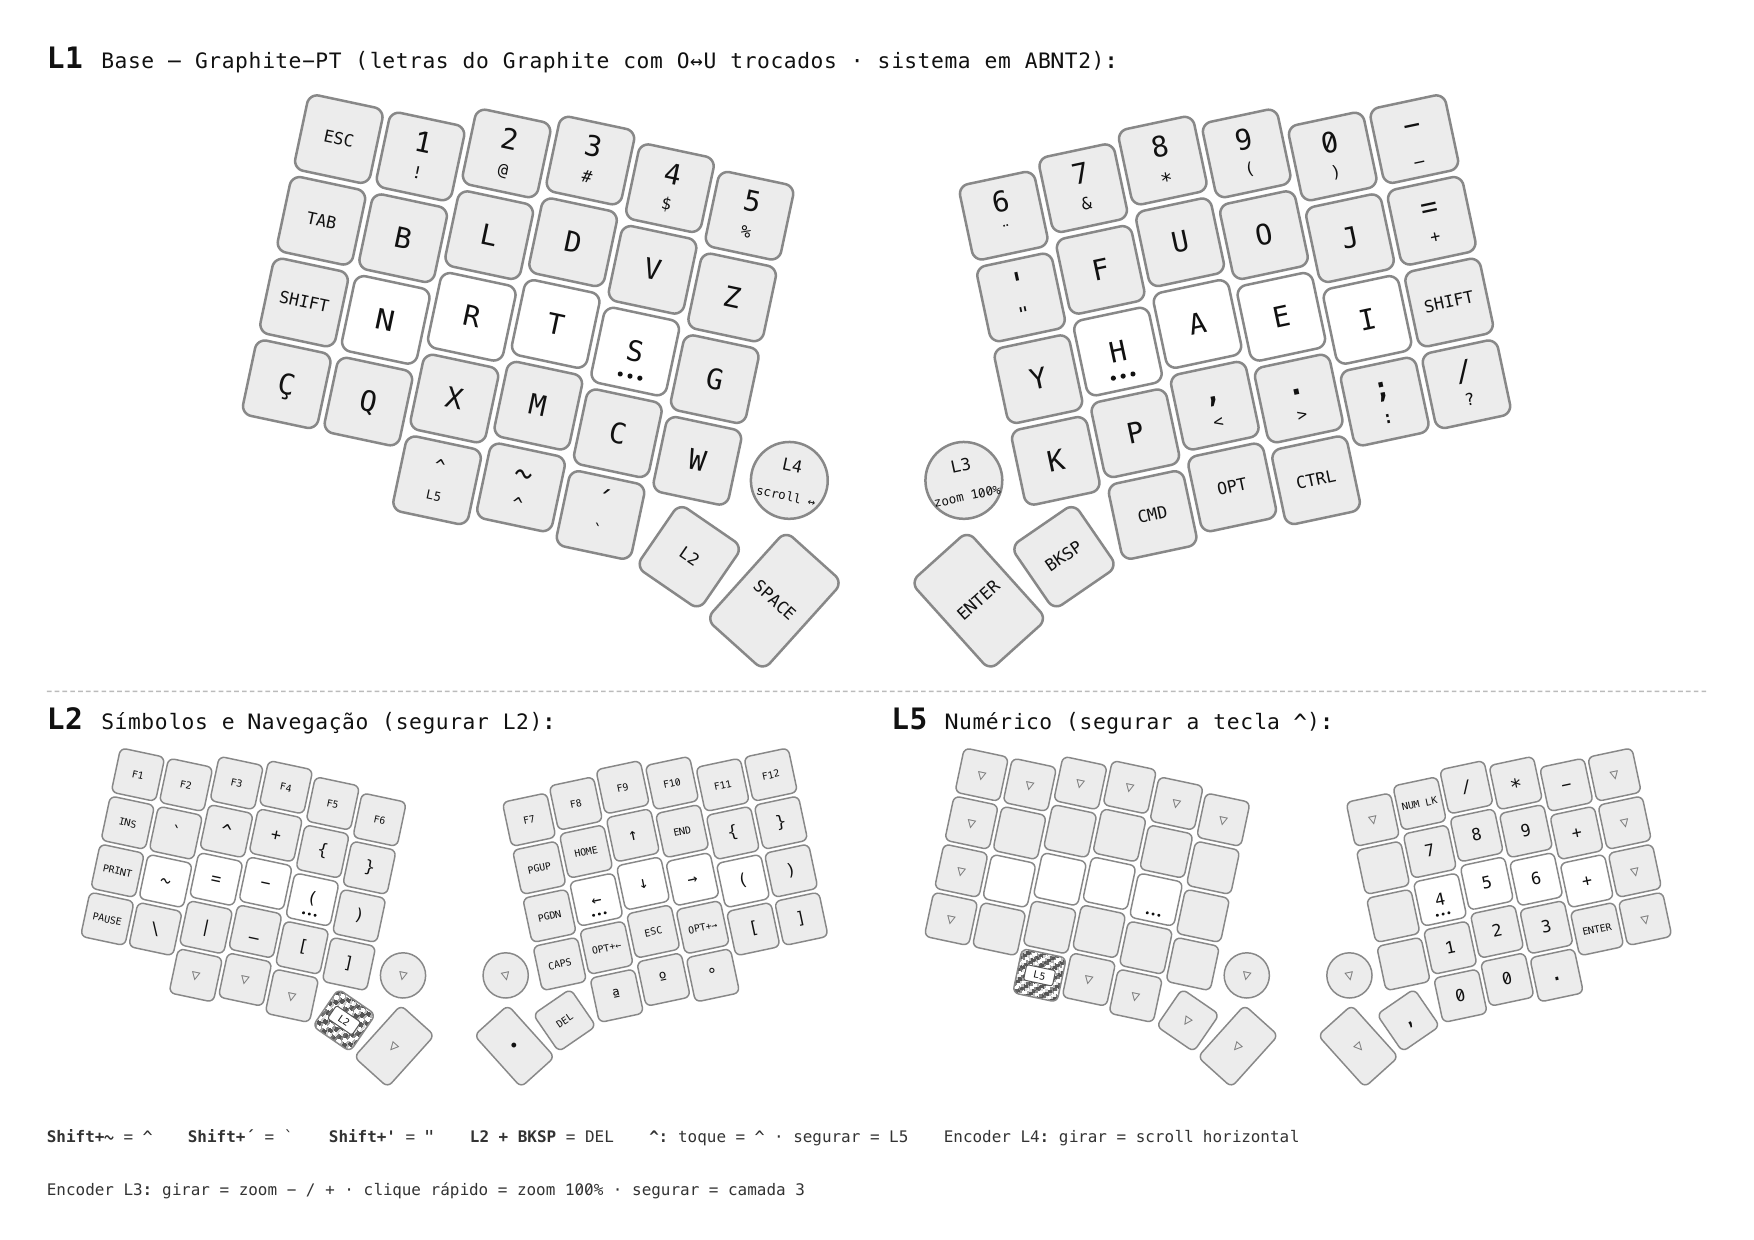 L1 Base — Graphite-PT (letras do Graphite com O↔U trocados · sistema em ABNT2):
ESC 1 ! 2 @ 3 # 4 $ 5 %
6 ¨ 7 & 8 * 9 ( 0 ) − _
TAB B L D V Z
' " F U O J = +
SHIFT N R T S •••
G
Y H ••• A E I SHIFT
Ç Q X M C W
K P , < . > ; : / ?
^ L5 ~ ^ ´ ` L2 SPACE
L4 scroll ↔
L3 zoom 100%
ENTER BKSP CMD OPT CTRL
L2 Símbolos e Navegação (segurar L2):
F1 F2 F3 F4 F5 F6
F7 F8 F9 F10 F11 F12
INS ` ^ + { }
PGUP HOME ↑ END { }
PRINT ~ = − ( ••• )
PGDN ← ••• ↓ → ( )
PAUSE \ | _ [ ]
CAPS OPT+← ESC OPT+→ [ ]
▽ ▽ ▽ L2 ▽ ▽
▽ • DEL ª º °
L5 Numérico (segurar a tecla ^):
▽ ▽ ▽ ▽ ▽ ▽
▽ NUM LK / * − ▽
▽
7 8 9 + ▽
▽ •••
4 ••• 5 6 + ▽
▽
1 2 3 ENTER ▽
L5 ▽ ▽ ▽ ▽ ▽
▽ ▽ , 0 0 .
Shift+~ = ^ Shift+´ = ` Shift+' = " L2 + BKSP = DEL ^: toque = ^ · segurar = L5 Encoder L4: girar = scroll horizontal
Encoder L3: girar = zoom − / + · clique rápido = zoom 100% · segurar = camada 3